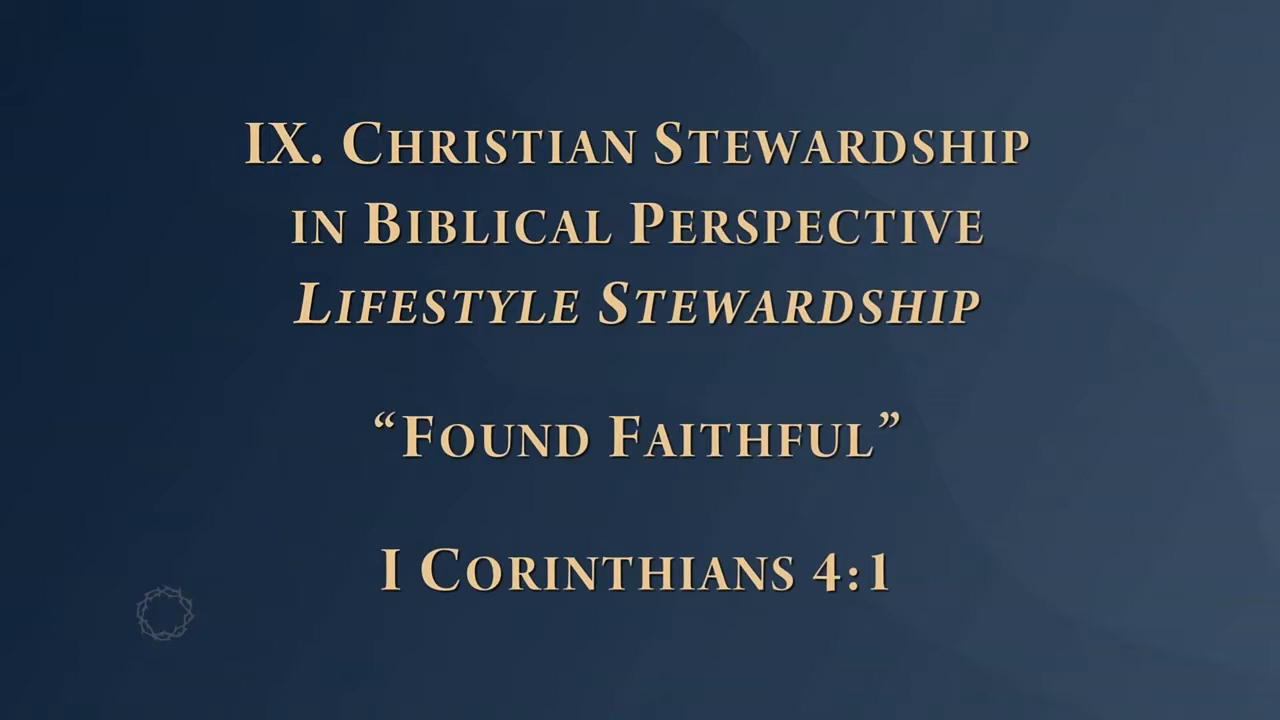 IX. Christian Stewardship
in Biblical Perspective
Lifestyle Stewardship
“Found Faithful”
I Corinthians 4:1